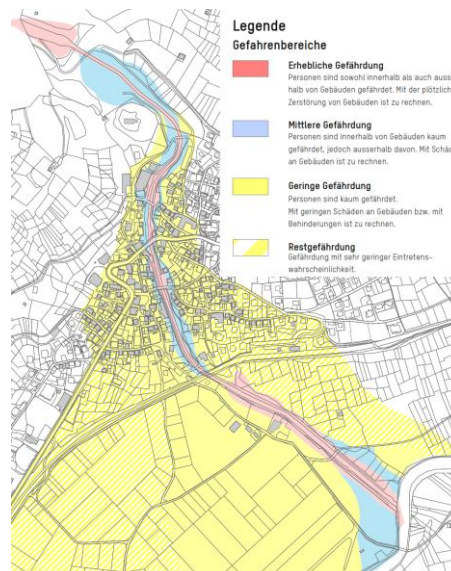 Legende
Gefahrenbereiche
Erhebliche Gefährdung
Personen sind sowohl innerhalb als auch auss
halb von Gebäuden gefährdet. Mit der plötzlich
Zerstörung von Gebäuden ist zu rechnen.
Mittlere Gefährdung
Personen sind innerhalb von Gebäuden kaum
gefährdet, jedoch ausserhalb davon. Mit Schäd
an Gebäuden ist zu rechnen.
Geringe Gefährdung
Personen sind kaum gefährdet.
Mit geringen Schäden an Gebäuden bzw. mit
Behinderungen ist zu rechnen.
Restgefährdung
Gefährdung mit sehr geringer Eintretens-
wahrscheinlichkeit.